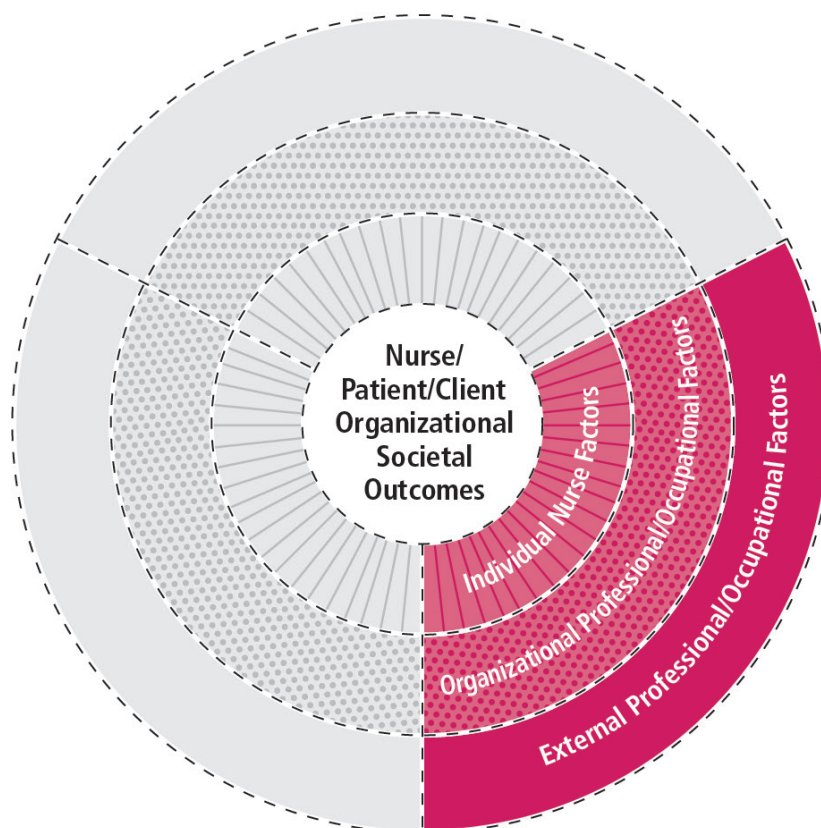 Nurse/
Patient/Client
Organizational
Societal
Outcomes
Individual Nurse Factors
Organizational Professional/Occupational Factors
External Professional/Occupational Factors